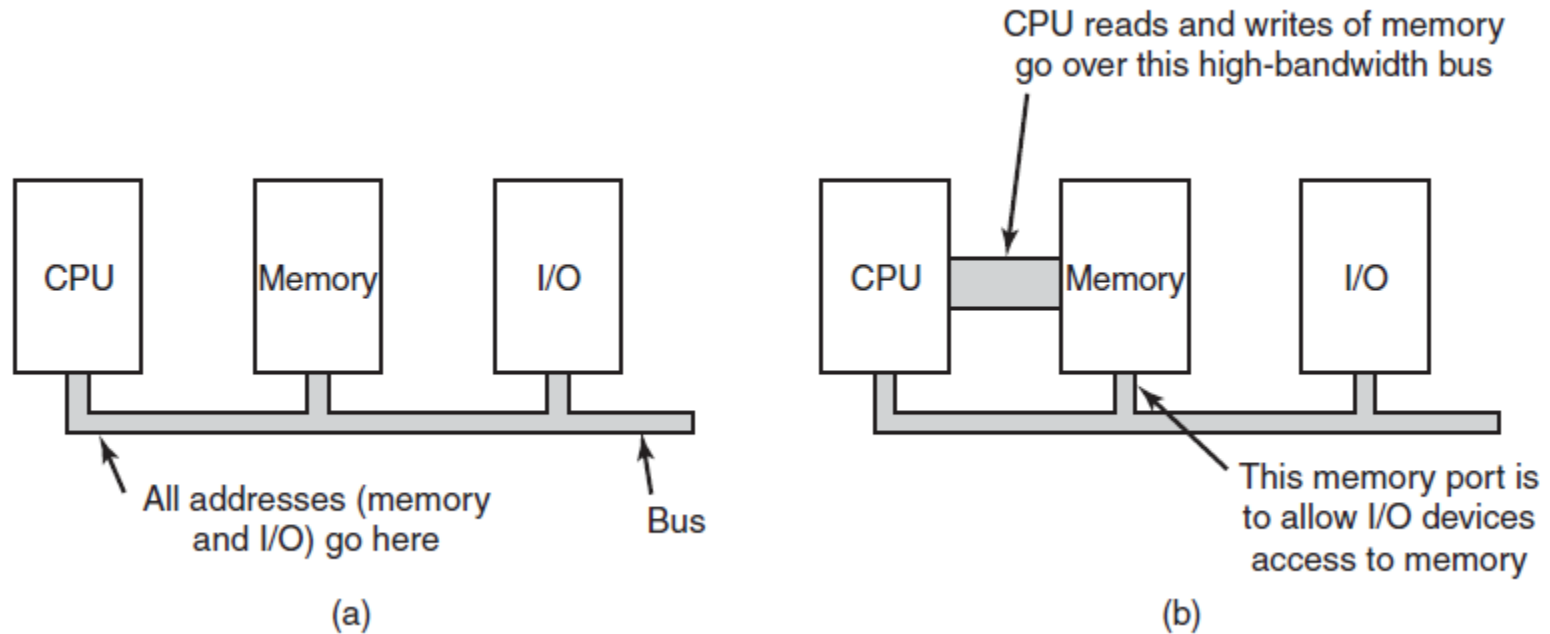 CPU reads and writes of memory
go over this high-bandwidth bus
CPU
Memory
I/O
CPU
Memory
I/O
All addresses (memory
and I/O) go here
Bus
This memory port is
to allow I/O devices
access to memory
(a)
(b)